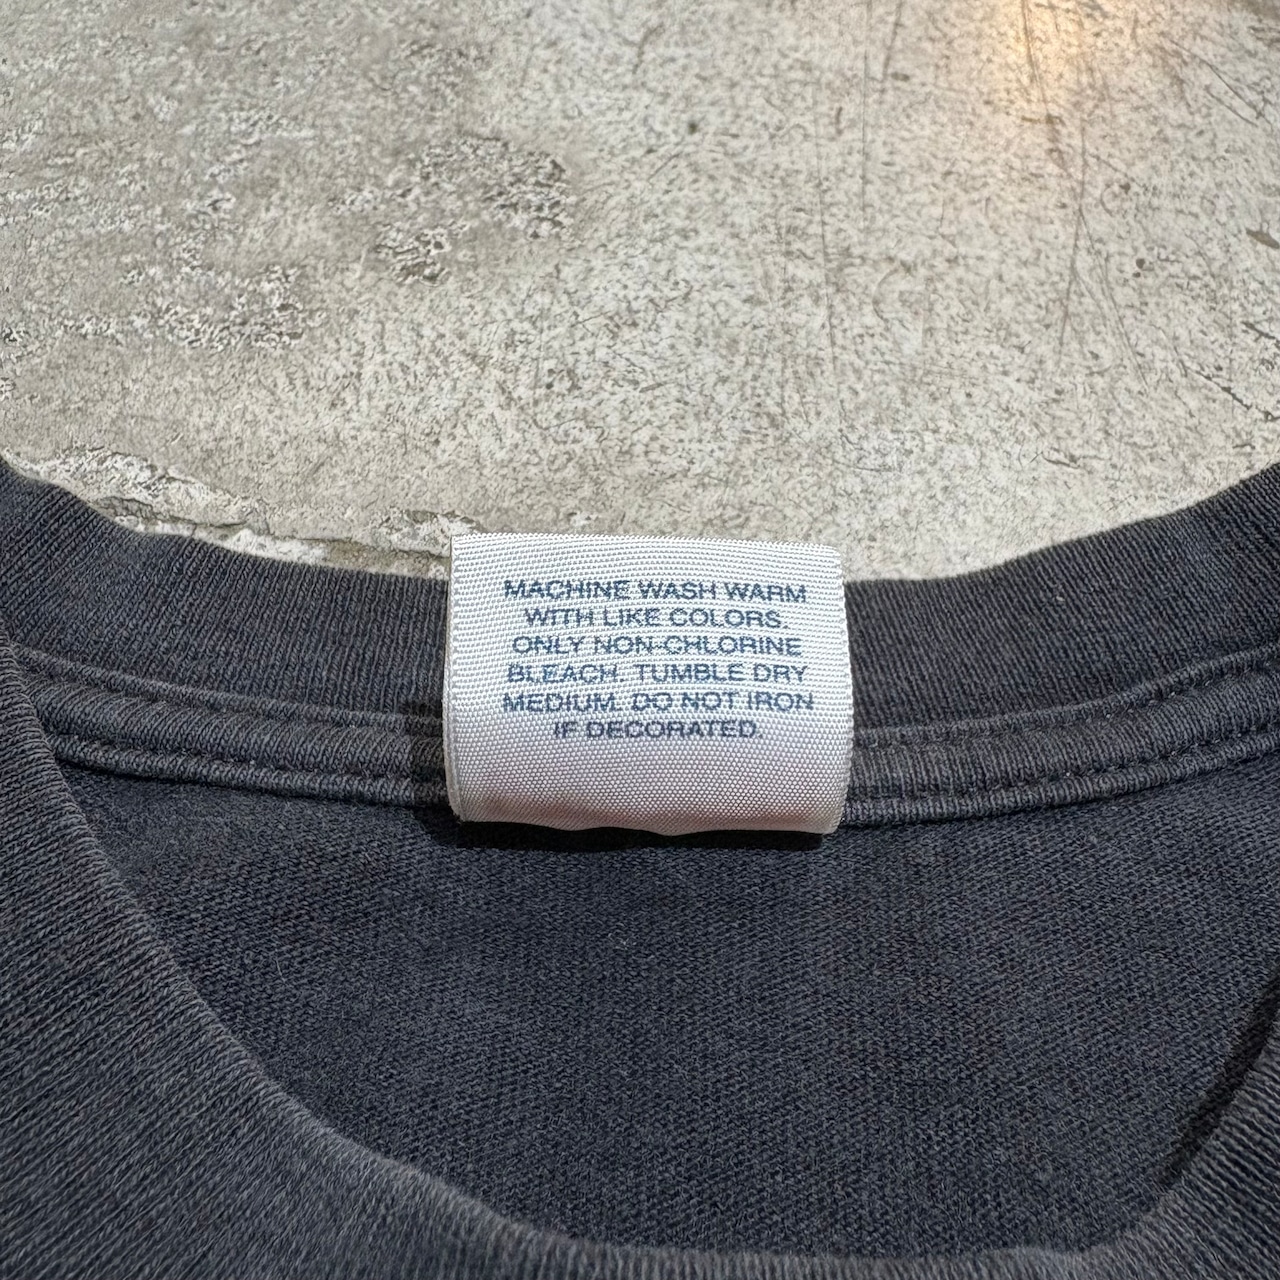 MACHINE WASH WARM
WITH LIKE COLORS.
ONLY NON-CHLORINE
BLEACH. TUMBLE DRY
MEDIUM. DO NOT IRON
IF DECORATED.